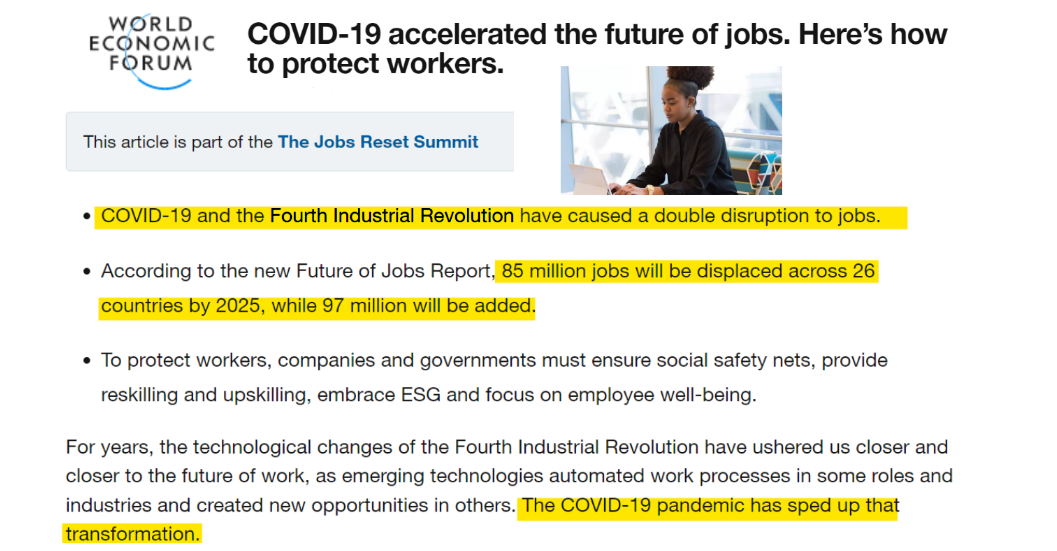 WORLD
ECONOMIC
FORUM
COVID-19 accelerated the future of jobs. Here's how
to protect workers.
This article is part of the The Jobs Reset Summit
• COVID-19 and the Fourth Industrial Revolution have caused a double disruption to jobs.
• According to the new Future of Jobs Report, 85 million jobs will be displaced across 26
countries by 2025, while 97 million will be added.
• To protect workers, companies and governments must ensure social safety nets, provide
reskilling and upskilling, embrace ESG and focus on employee well-being.
For years, the technological changes of the Fourth Industrial Revolution have ushered us closer and
closer to the future of work, as emerging technologies automated work processes in some roles and
industries and created new opportunities in others. The COVID-19 pandemic has sped up that
transformation.